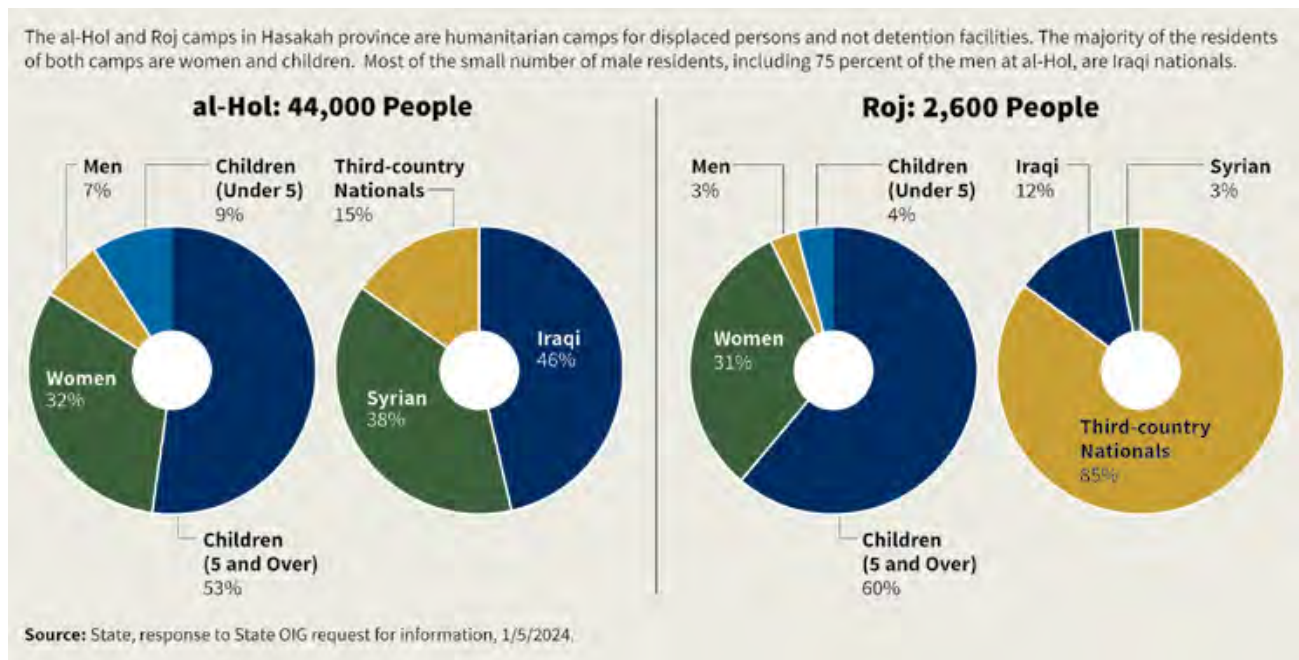 The al-Hol and Roj camps in Hasakah province are humanitarian camps for displaced persons and not detention facilities. The majority of the residents
of both camps are women and children. Most of the small number of male residents, including 75 percent of the men at al-Hol, are Iraqi nationals.
al-Hol: 44,000 People
Men
7%
Children
(Under 5)
9%
Third-country
Nationals
15%
Women
32%
Children
(5 and Over)
53%
Iraqi
46%
Syrian
38%
Roj: 2,600 People
Men
3%
Children
(Under 5)
4%
Iraqi
12%
Syrian
3%
Women
31%
Children
(5 and Over)
60%
Third-country
Nationals
85%
Source: State, response to State OIG request for information, 1/5/2024.